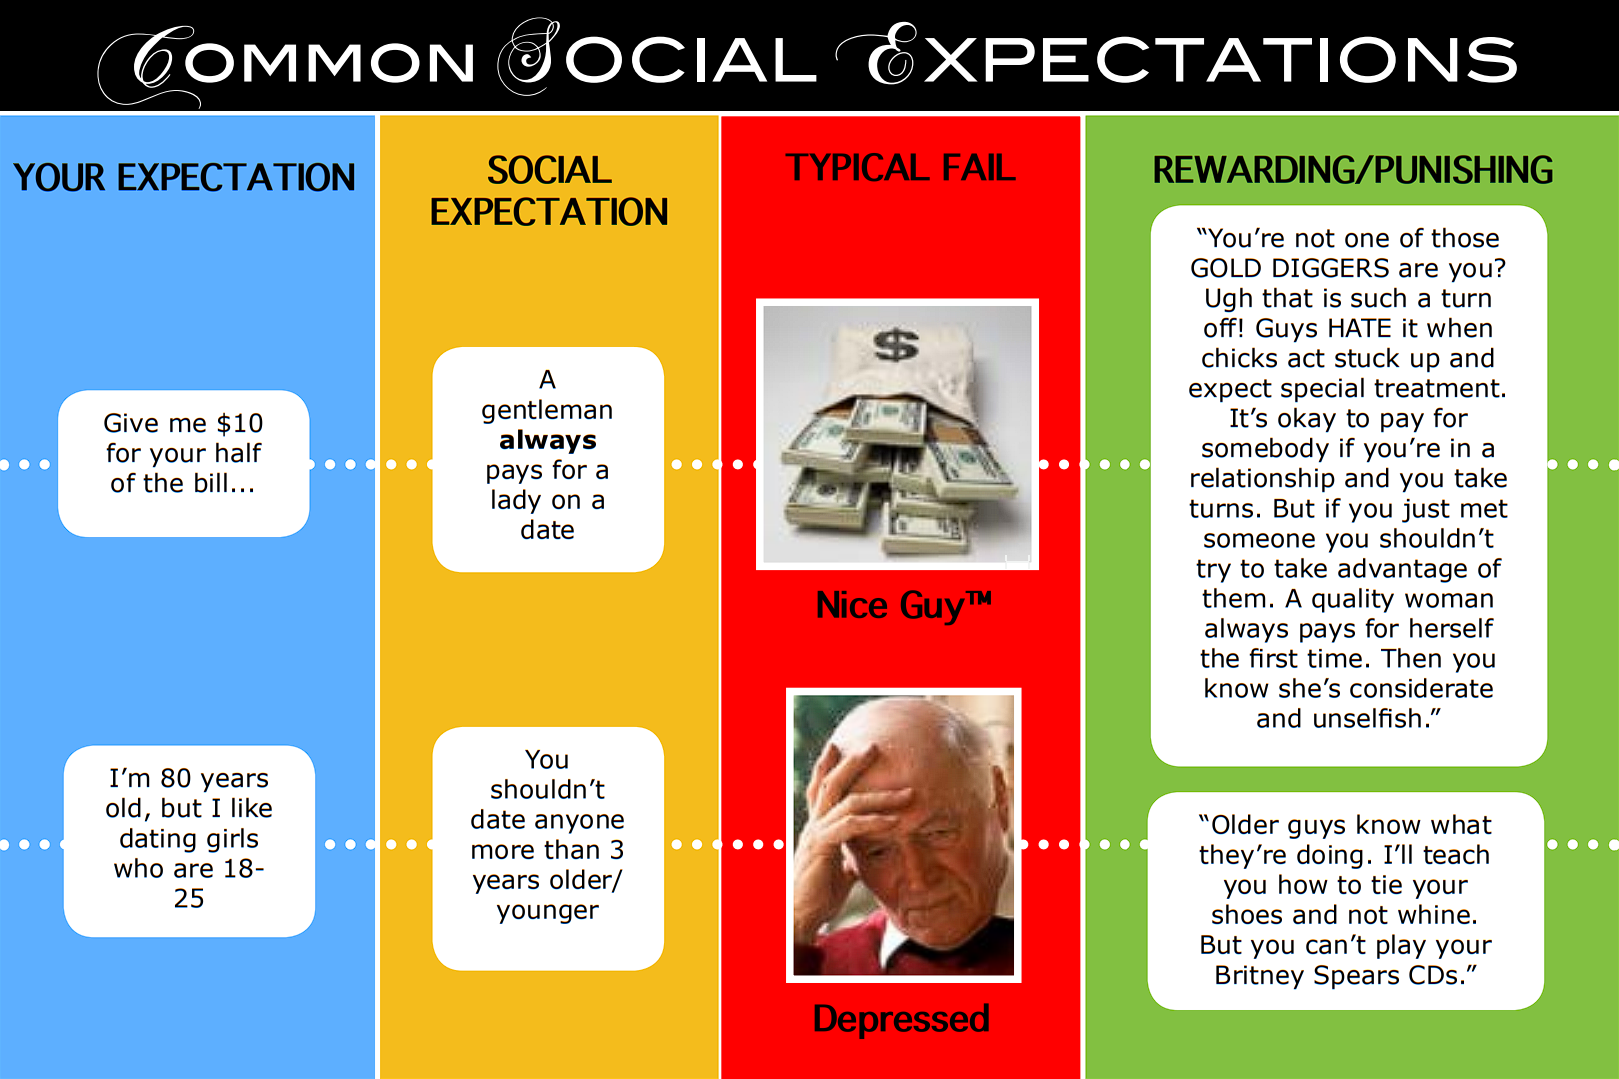 COMMON SOCIAL EXPECTATIONS
YOUR EXPECTATION
SOCIAL
EXPECTATION
TYPICAL FAIL
REWARDING/PUNISHING
Give me $10
for your half
of the bill...
A
gentleman
always
pays for a
lady on a
date
$
Nice Guy™
“You’re not one of those
GOLD DIGGERS are you?
Ugh that is such a turn
off! Guys HATE it when
chicks act stuck up and
expect special treatment.
It’s okay to pay for
somebody if you’re in a
relationship and you take
turns. But if you just met
someone you shouldn’t
try to take advantage of
them. A quality woman
always pays for herself
the first time. Then you
know she’s considerate
and unselfish.”
I’m 80 years
old, but I like
dating girls
who are 18-
25
You
shouldn’t
date anyone
more than 3
years older/
younger
Depressed
“Older guys know what
they’re doing. I’ll teach
you how to tie your
shoes and not whine.
But you can’t play your
Britney Spears CDs.”